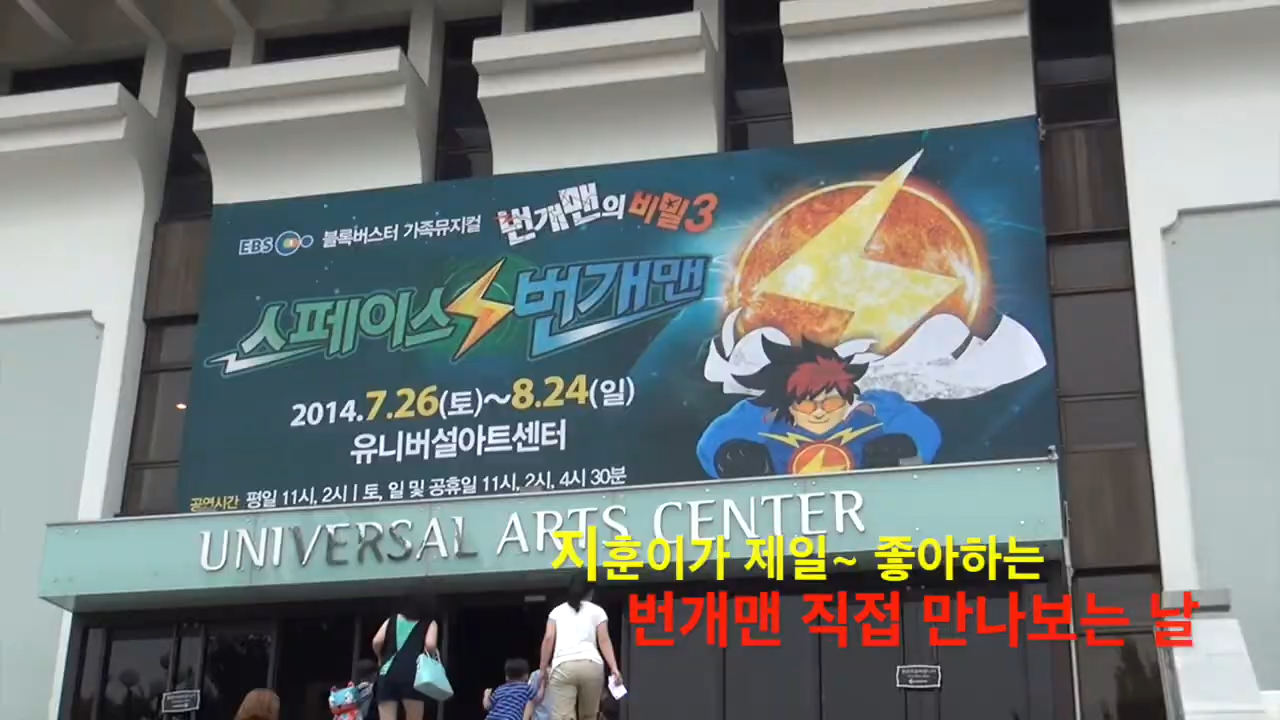 EBS 블록버스터 가족뮤지컬 번개맨의 비밀3
스페이스 번개맨
2014.7.26(토)~8.24(일)
유니버설아트센터
공연시간 평일 11시, 2시 | 토, 일 및 공휴일 11시, 2시, 4시 30분
UNIVERSAL ARTS CENTER
지훈이가 제일~ 좋아하는
번개맨 직접 만나보는 날